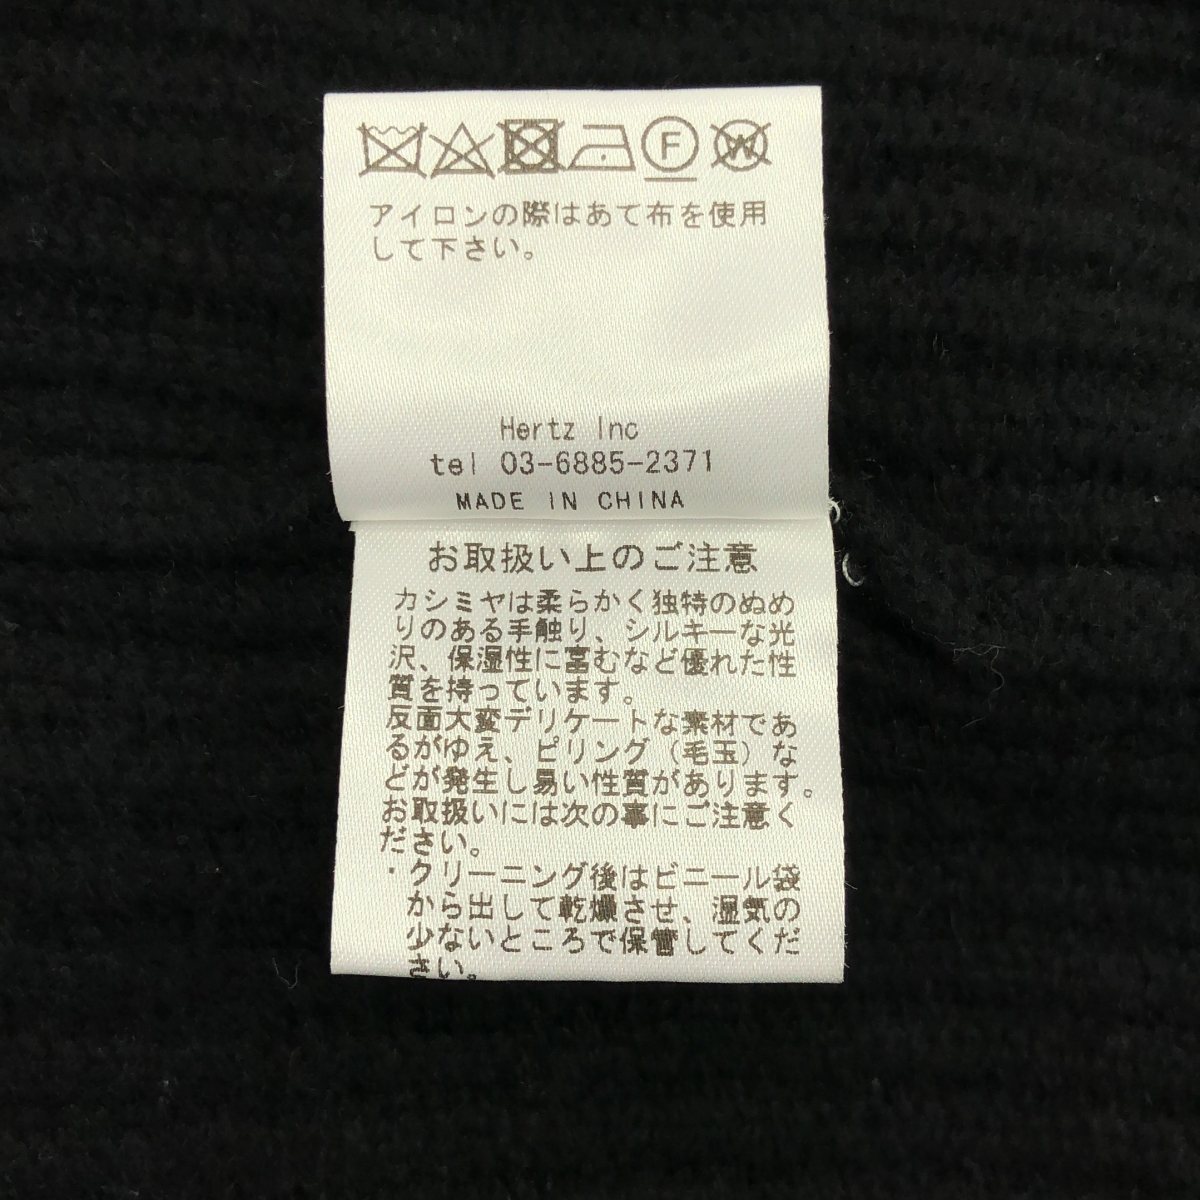 F W
アイロンの際はあて布を使用
して下さい。
Hertz Inc
tel 03-6885-2371
MADE IN CHINA
お取扱い上のご注意
カシミヤは柔らかく独特のぬめ
りのある手触り、シルキーな光
沢、保湿性に富むなど優れた性
質を持っています。
反面大変デリケートな素材であ
るがゆえ、ピリング(毛玉)な
どが発生し易い性質があります。
お取扱いには次の事にご注意く
ださい。
・クリーニング後はビニール袋
から出して乾燥させ、湿気の
少ないところで保管してくだ
さい。